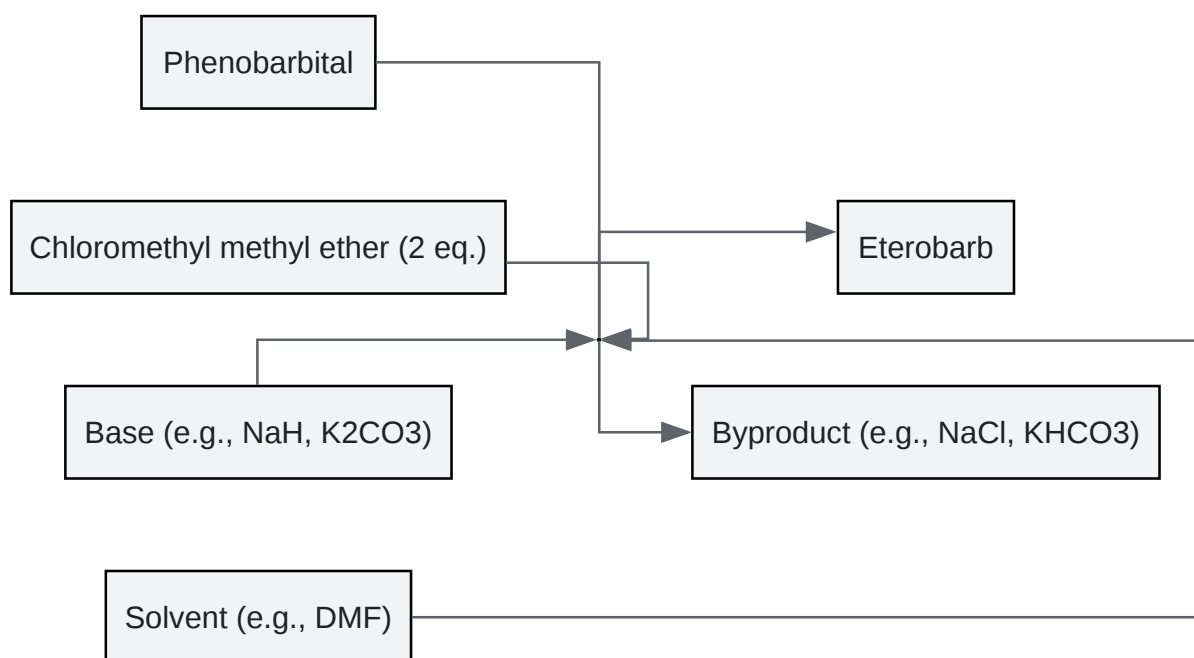 Phenobarbital
Chloromethyl methyl ether (2 eq.)
Eterobarb
Base (e.g., NaH, K2CO3)
Byproduct (e.g., NaCl, KHCO3)
Solvent (e.g., DMF)